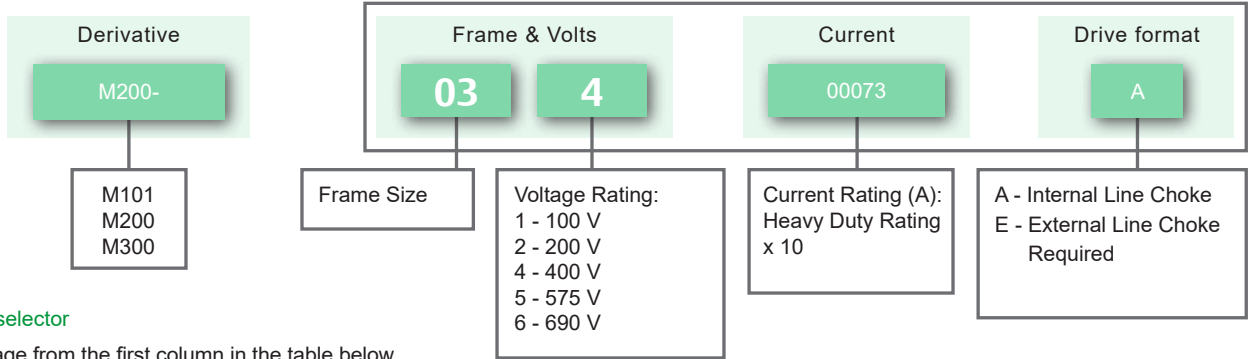 Derivative
Frame & Volts
Current
Drive format
M200-
03
4
00073
A
M101
M200
M300
Frame Size
Voltage Rating:
1 - 100 V
2 - 200 V
4 - 400 V
5 - 575 V
6 - 690 V
Current Rating (A):
Heavy Duty Rating
x 10
A - Internal Line Choke
E - External Line Choke
Required
selector
from the first column in the table below